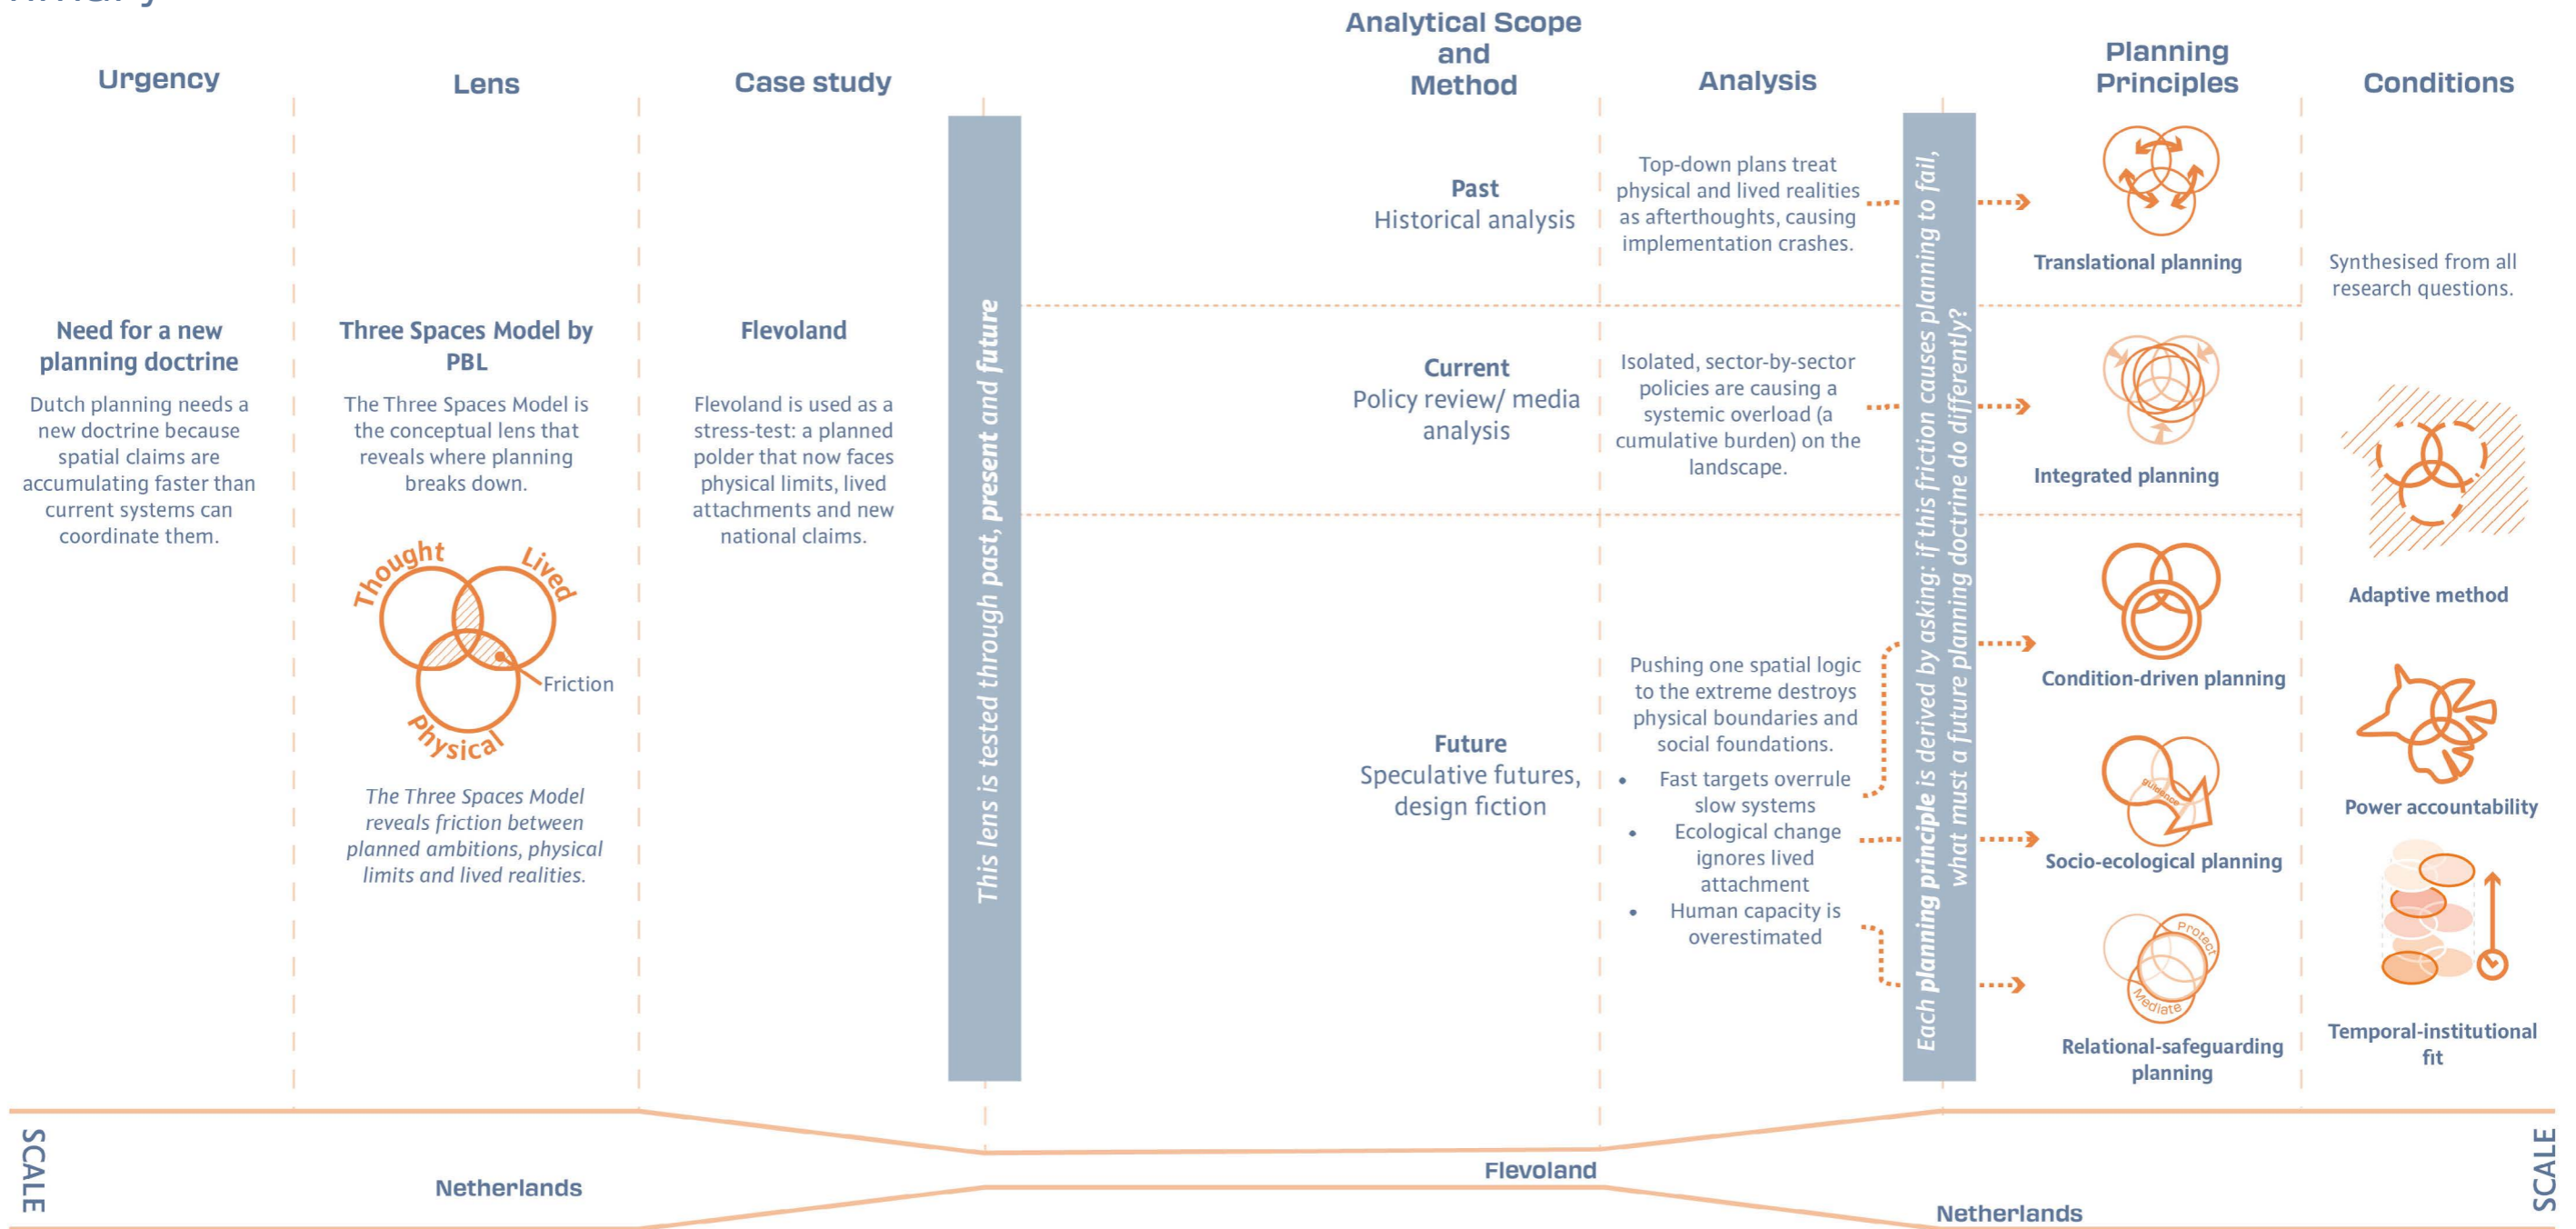 Urgency
Need for a new
planning doctrine
Dutch planning needs a
new doctrine because
spatial claims are
accumulating faster than
current systems can
coordinate them.
Lens
Three Spaces Model by
PBL
The Three Spaces Model is
the conceptual lens that
reveals where planning
breaks down.
Thought
Lived
Friction
Physical
The Three Spaces Model
reveals friction between
planned ambitions, physical
limits and lived realities.
Case study
Flevoland
Flevoland is used as a
stress-test: a planned
polder that now faces
physical limits, lived
attachments and new
national claims.
This lens is tested through past, present and future
Analytical Scope
and
Method
Past
Historical analysis
Current
Policy review/ media
analysis
Future
Speculative futures,
design fiction
Analysis
Top-down plans treat
physical and lived realities
as afterthoughts, causing
implementation crashes.
Isolated, sector-by-sector
policies are causing a
systemic overload (a
cumulative burden) on the
landscape.
Pushing one spatial logic
to the extreme destroys
physical boundaries and
social foundations.
• Fast targets overrule
slow systems
• Ecological change
ignores lived
attachment
• Human capacity is
overestimated
Each planning principle is derived by asking: if this friction causes planning to fail,
what must a future planning doctrine do differently?
Planning
Principles
Translational planning
Integrated planning
Condition-driven planning
guidence
Socio-ecological planning
Protect
Mediate
Relational-safeguarding
planning
Conditions
Synthesised from all
research questions.
Adaptive method
Power accountability
Temporal-institutional
fit
SCALE
Netherlands
Flevoland
Netherlands
SCALE